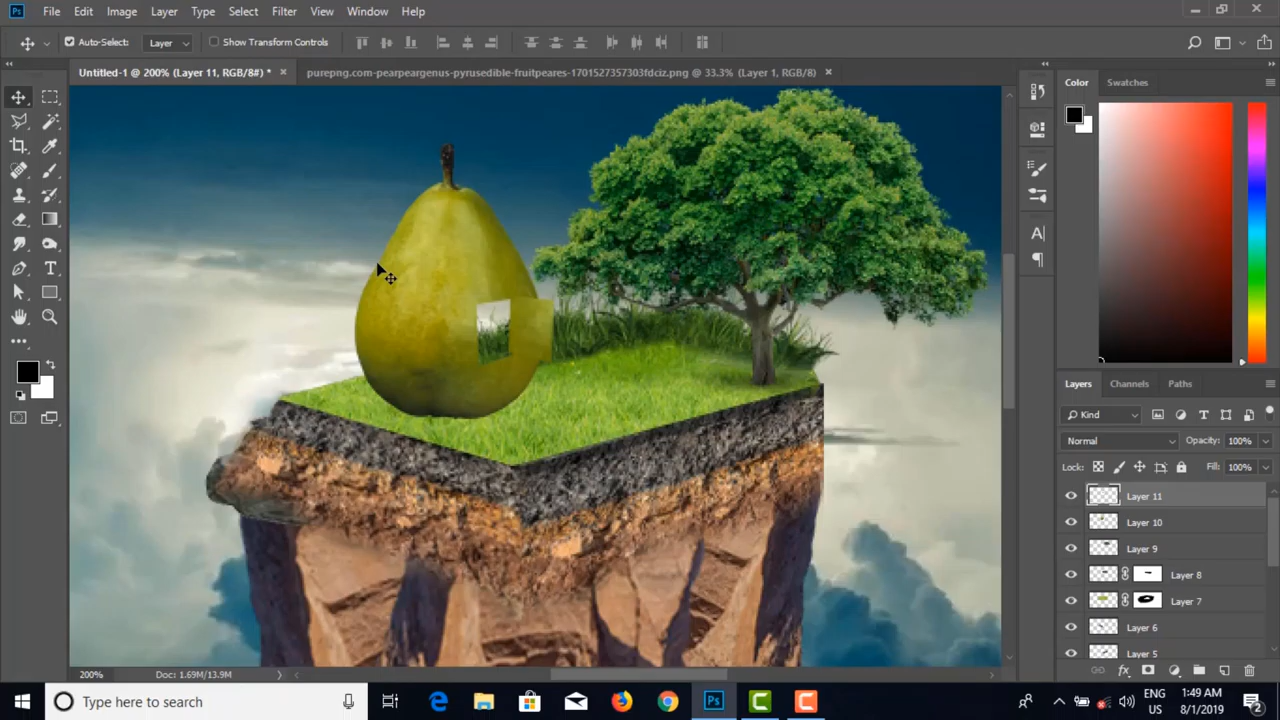 Ps File Edit Image Layer Type Select Filter View Window Help
Auto-Select: Layer Show Transform Controls
Untitled-1 @ 200% (Layer 11, RGB/8#) * × purepng.com-pearpeargenus-pyrusedible-fruitpeares-1701527357303fdciz.png @ 33.3% (Layer 1, RGB/8) ×
Color Swatches
Layers Channels Paths
Kind
Normal Opacity: 100%
Lock: Fill: 100%
Layer 11
Layer 10
Layer 9
Layer 8
Layer 7
Layer 6
Layer 5
200% Doc: 1.69M/13.9M
Type here to search
ENG
US
1:49 AM
8/1/2019
2